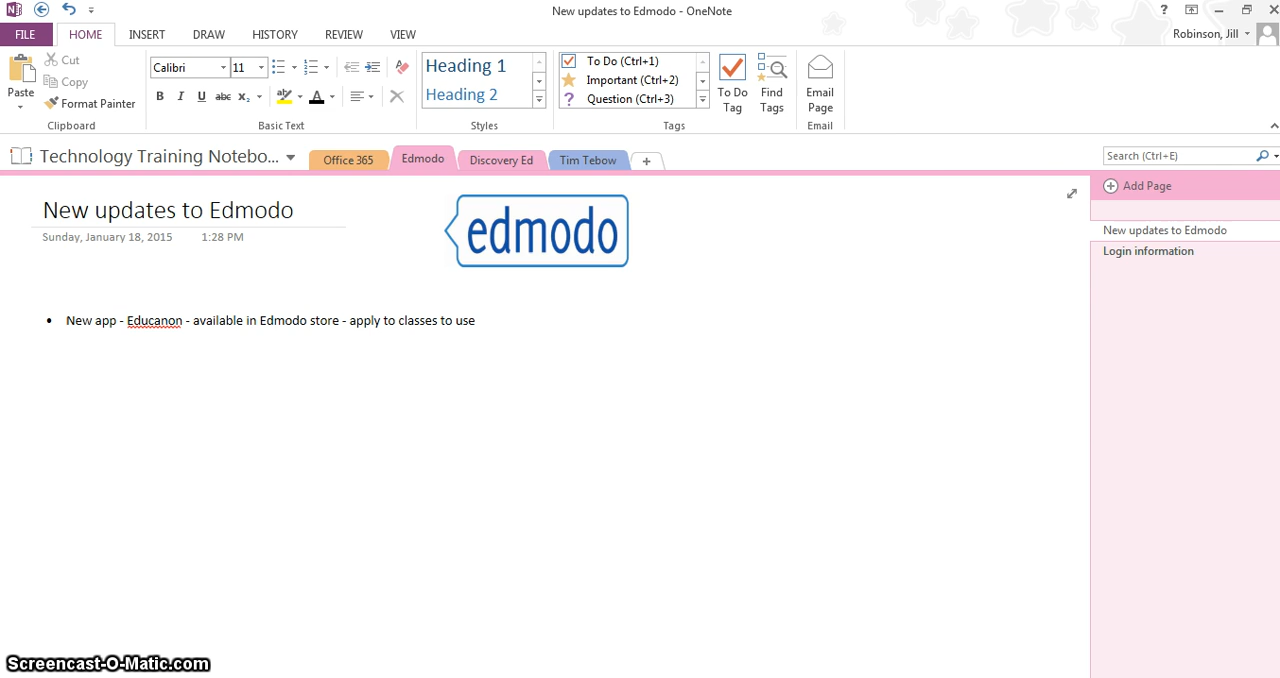 New updates to Edmodo - OneNote
FILE HOME INSERT DRAW HISTORY REVIEW VIEW
Robinson, Jill
Paste
Cut
Copy
Format Painter
Clipboard
Calibri 11
B I U abc x₂ aby A
Basic Text
Heading 1
Heading 2
Styles
To Do (Ctrl+1)
Important (Ctrl+2)
Question (Ctrl+3)
To Do Tag
Find Tags
Tags
Email Page
Email
Technology Training Notebo... Office 365 Edmodo Discovery Ed Tim Tebow
Search (Ctrl+E)
Add Page
New updates to Edmodo
Login information
New updates to Edmodo
Sunday, January 18, 2015 1:28 PM
edmodo
• New app - Educanon - available in Edmodo store - apply to classes to use
Screencast-O-Matic.com